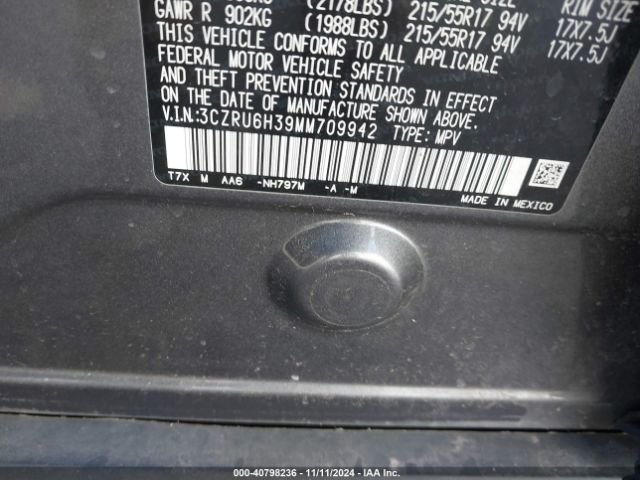 (2178LBS) 215/55R17 94V 17X7.5J
GAWR R 902KG (1988LBS) 215/55R17 94V 17X7.5J
THIS VEHICLE CONFORMS TO ALL APPLICABLE
FEDERAL MOTOR VEHICLE SAFETY
AND THEFT PREVENTION STANDARDS IN EFFECT
ON THE DATE OF MANUFACTURE SHOWN ABOVE.
V.I.N.:3CZRU6H39MM709942 TYPE: MPV
T7X M AA6 -NH797M -A -M
MADE IN MEXICO
000-40798236 - 11/11/2024 - IAA Inc.